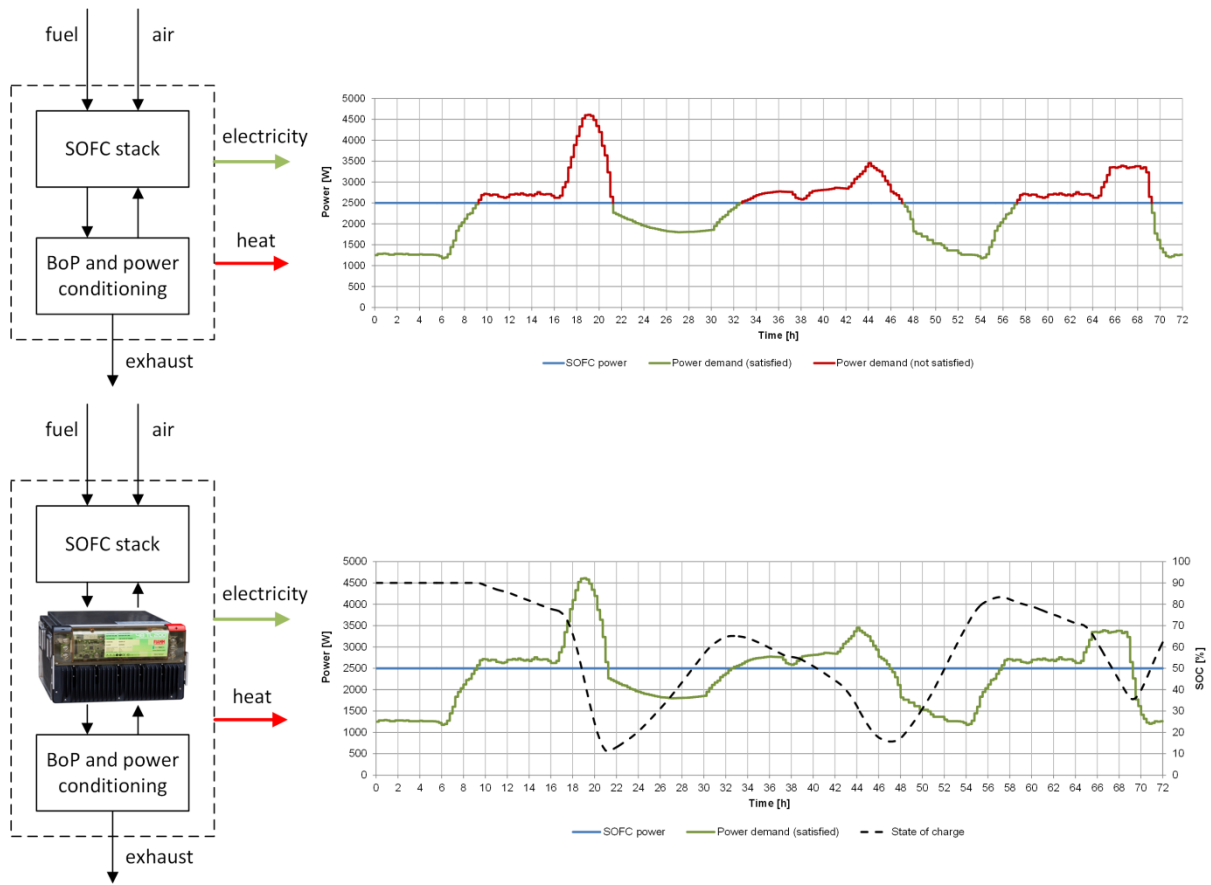 fuel
air
SOFC stack
electricity
heat
BoP and power
conditioning
exhaust
5000
4500
4000
3500
3000
2500
2000
1500
1000
500
0
Power [W]
0 2 4 6 8 10 12 14 16 18 20 22 24 26 28 30 32 34 36 38 40 42 44 46 48 50 52 54 56 58 60 62 64 66 68 70 72
Time [h]
SOFC power
Power demand (satisfied)
Power demand (not satisfied)
fuel
air
SOFC stack
electricity
heat
BoP and power
conditioning
exhaust
5000
4500
4000
3500
3000
2500
2000
1500
1000
500
0
Power [W]
100
90
80
70
60
50
40
30
20
10
0
SOC [%]
0 2 4 6 8 10 12 14 16 18 20 22 24 26 28 30 32 34 36 38 40 42 44 46 48 50 52 54 56 58 60 62 64 66 68 70 72
Time [h]
SOFC power
Power demand (satisfied)
State of charge